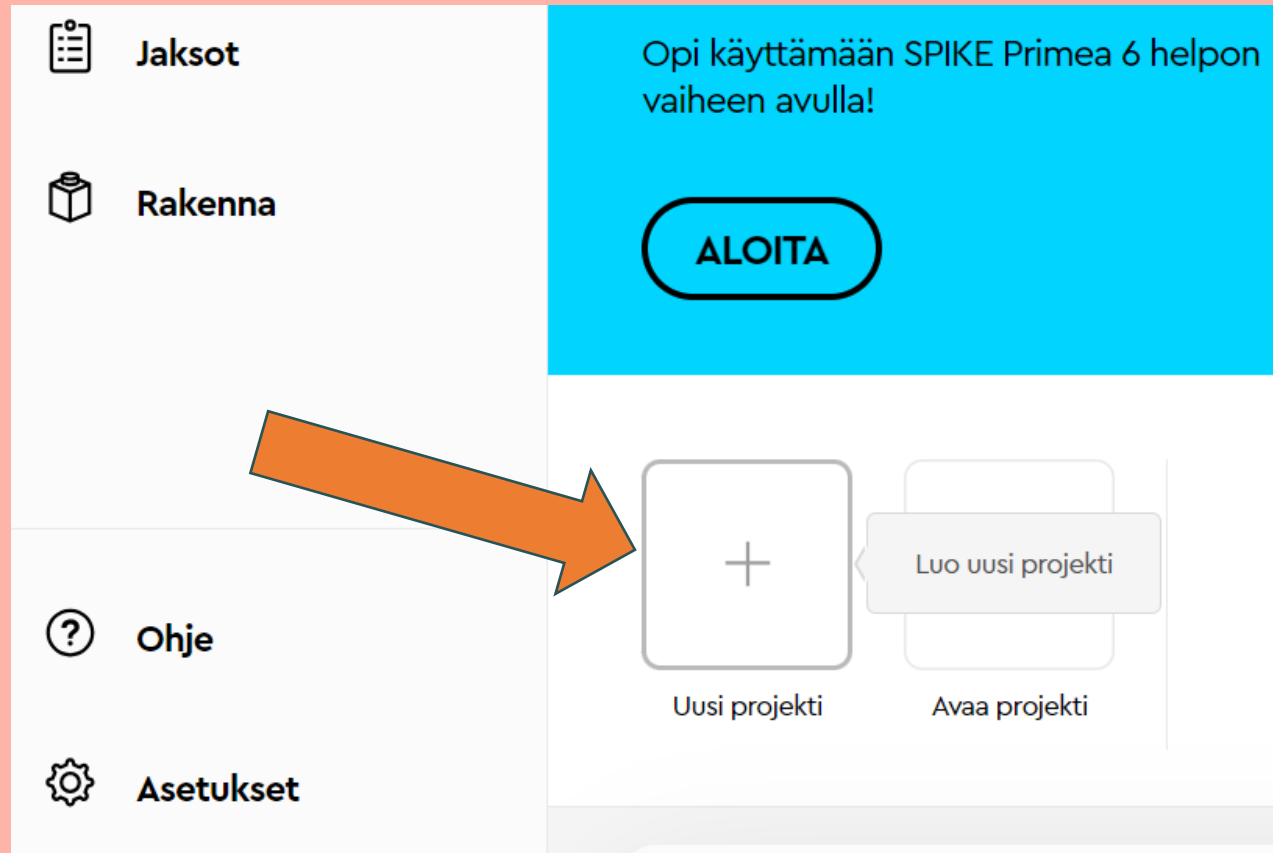 Jaksot
Rakenna
Opi käyttämään SPIKE Primea 6 helpon
vaiheen avulla!
ALOITA
Luo uusi projekti
Uusi projekti
Avaa projekti
Ohje
Asetukset